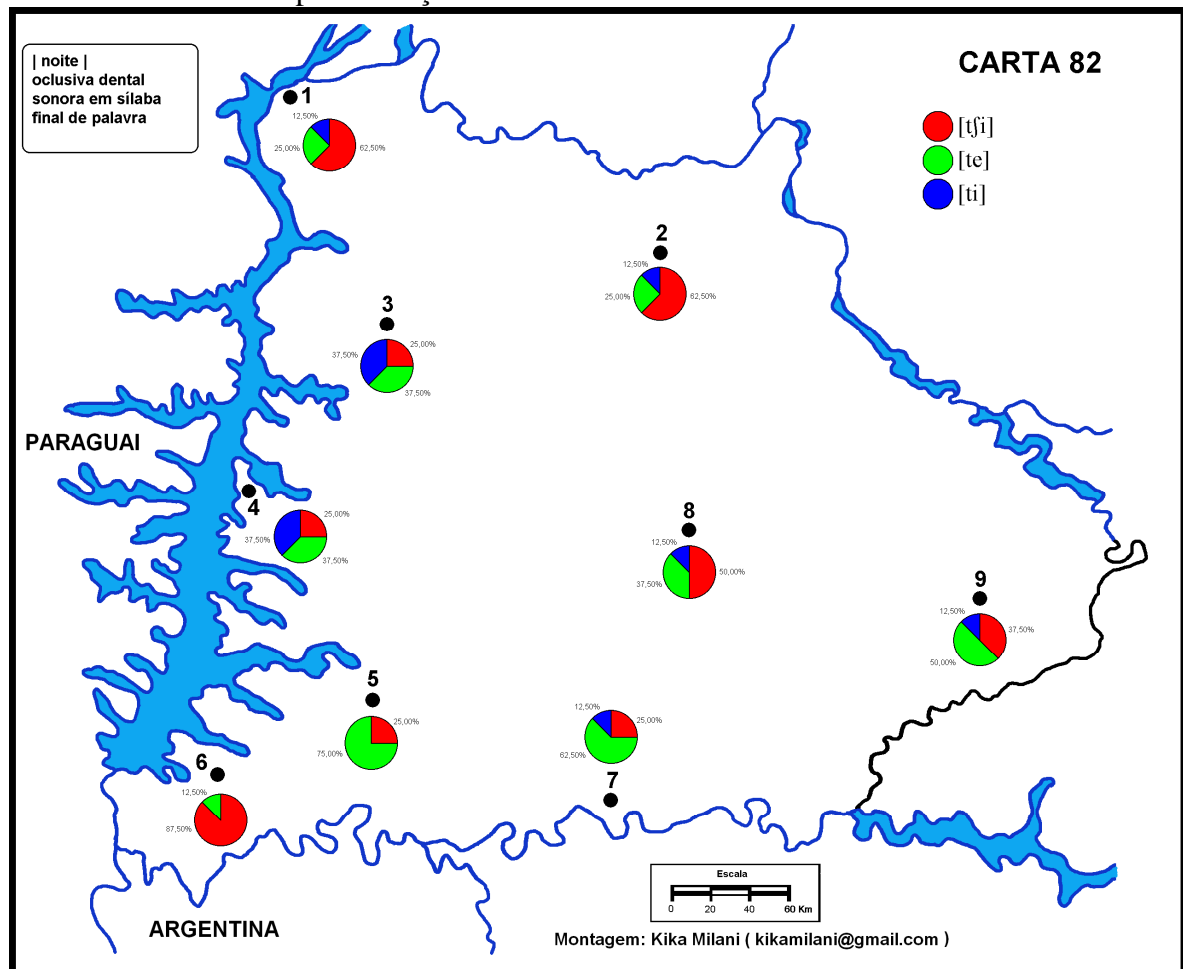 | noite |
oclusiva dental
sonora em sílaba
final de palavra
CARTA 82
[tʃi]
[te]
[ti]
1
12,50%
25,00%
62,50%
2
12,50%
25,00%
62,50%
3
37,50%
25,00%
37,50%
PARAGUAI
4
37,50%
25,00%
37,50%
8
12,50%
37,50%
50,00%
9
12,50%
37,50%
50,00%
5
25,00%
75,00%
12,50%
25,00%
62,50%
7
6
12,50%
87,50%
ARGENTINA
Escala
0 20 40 60 Km
Montagem: Kika Milani ( kikamilani@gmail.com )